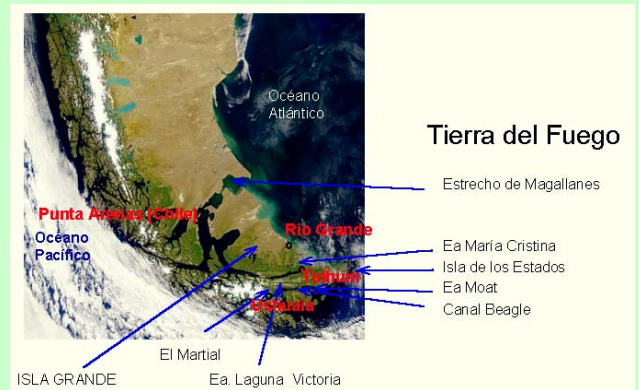 Océano
Atlántico
Tierra del Fuego
Estrecho de Magallanes
Punta Arenas (Chile)
Río Grande
Océano
Pacífico
Ea María Cristina
Isla de los Estados
Tolhuin
Ea Moat
Ushuaia
Canal Beagle
El Martial
ISLA GRANDE
Ea. Laguna Victoria